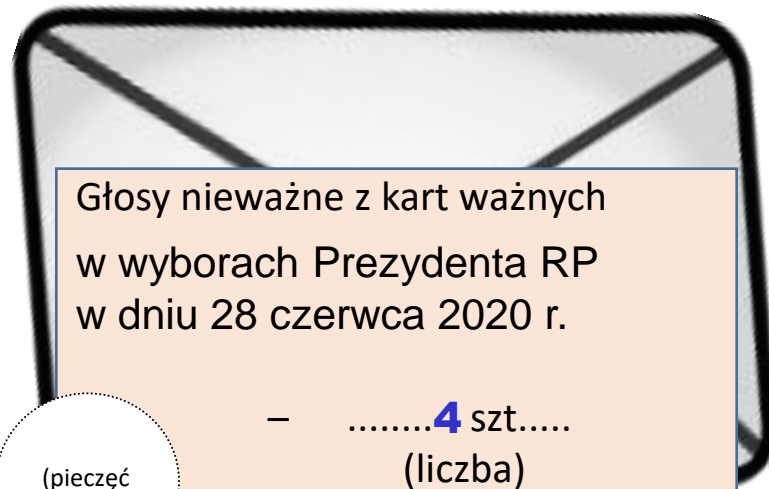 Głosy nieważne z kart ważnych
w wyborach Prezydenta RP
w dniu 28 czerwca 2020 r.
– ........4 szt.....
(liczba)
(pieczęć